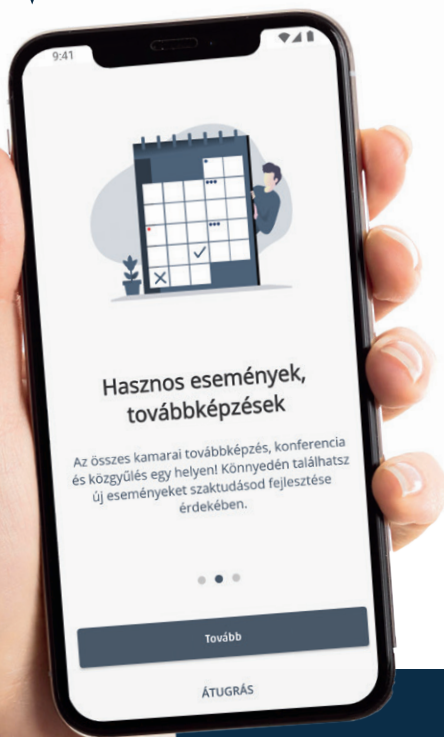 9:41
Hasznos események,
továbbképzések
Az összes kamarai továbbképzés, konferencia
és közgyűlés egy helyen! Könnyedén találhatsz
új eseményeket szaktudásod fejlesztése
érdekében.
Tovább
ÁTUGRÁS